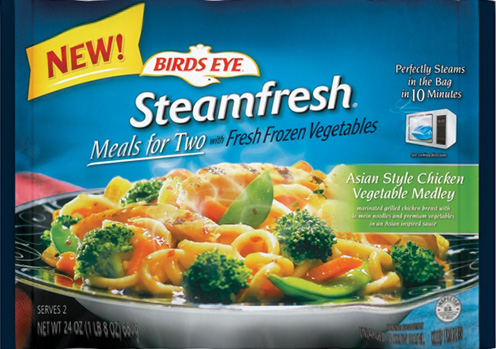 NEW!
BIRDS EYE®
Steamfresh®
Meals for Two with Fresh Frozen Vegetables
Perfectly Steams
in the Bag
in 10 Minutes
Asian Style Chicken
Vegetable Medley
marinated grilled chicken breast with
lo mein noodles and premium vegetables
in an Asian inspired sauce
SERVES 2
NET WT 24 OZ (1 LB 8 OZ)